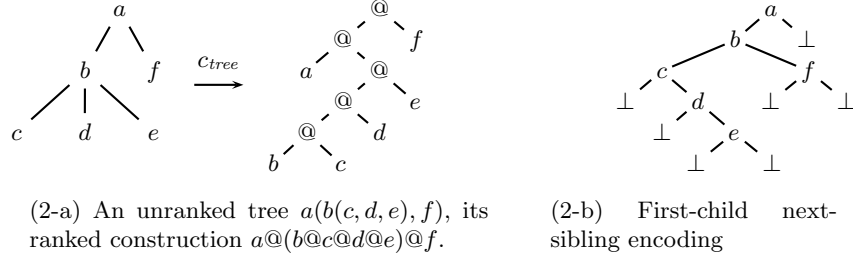 a @ a
@ f b ⊥
b f c_tree a @ c f
@ e ⊥ d ⊥ ⊥
c d e @ d ⊥ e
b c ⊥ ⊥
(2-a) An unranked tree a(b(c, d, e), f), its
ranked construction a@(b@c@d@e)@f.
(2-b) First-child next-
sibling encoding